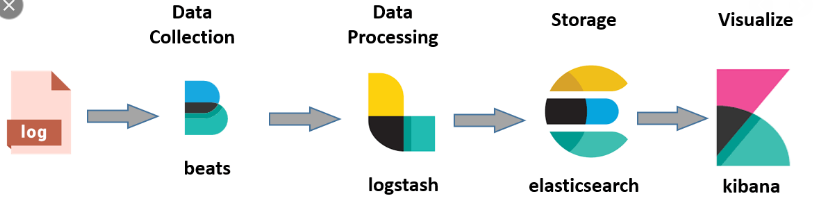 Data
Collection
Data
Processing
Storage
Visualize
log
beats
logstash
elasticsearch
kibana